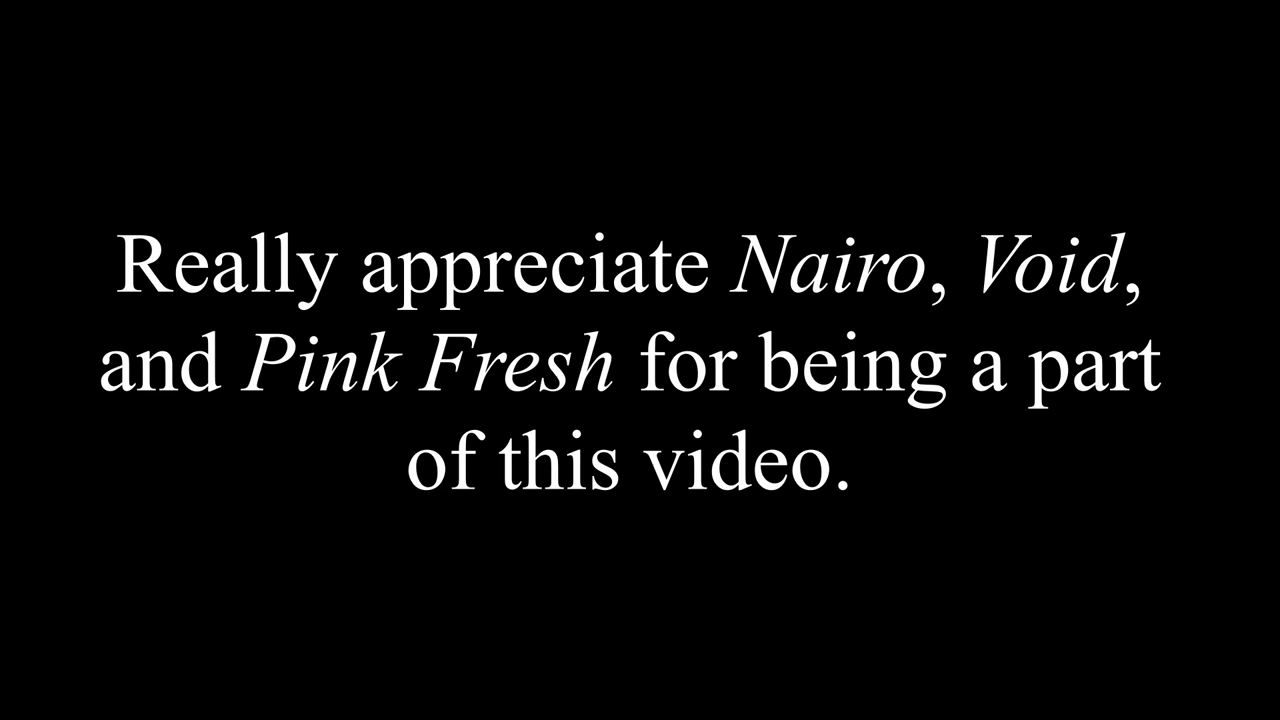 Really appreciate Nairo, Void,
and Pink Fresh for being a part
of this video.